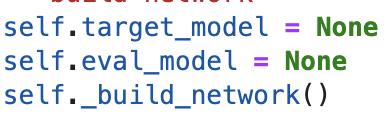 self.target_model = None
self.eval_model = None
self._build_network()